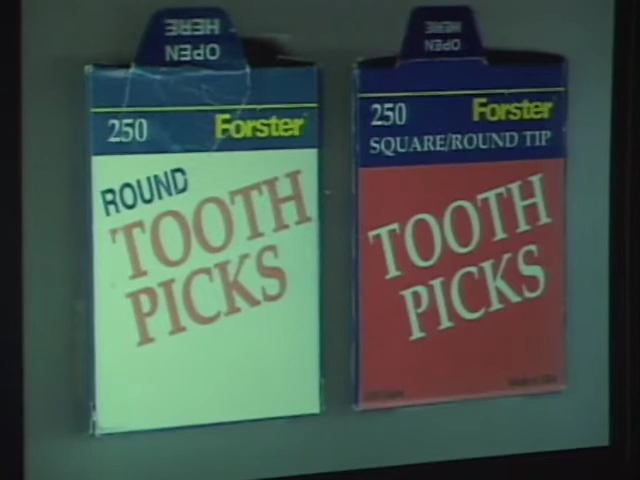 OPEN
HERE
250 Forster
ROUND
TOOTH
PICKS
OPEN
HERE
250 Forster
SQUARE/ROUND TIP
TOOTH
PICKS